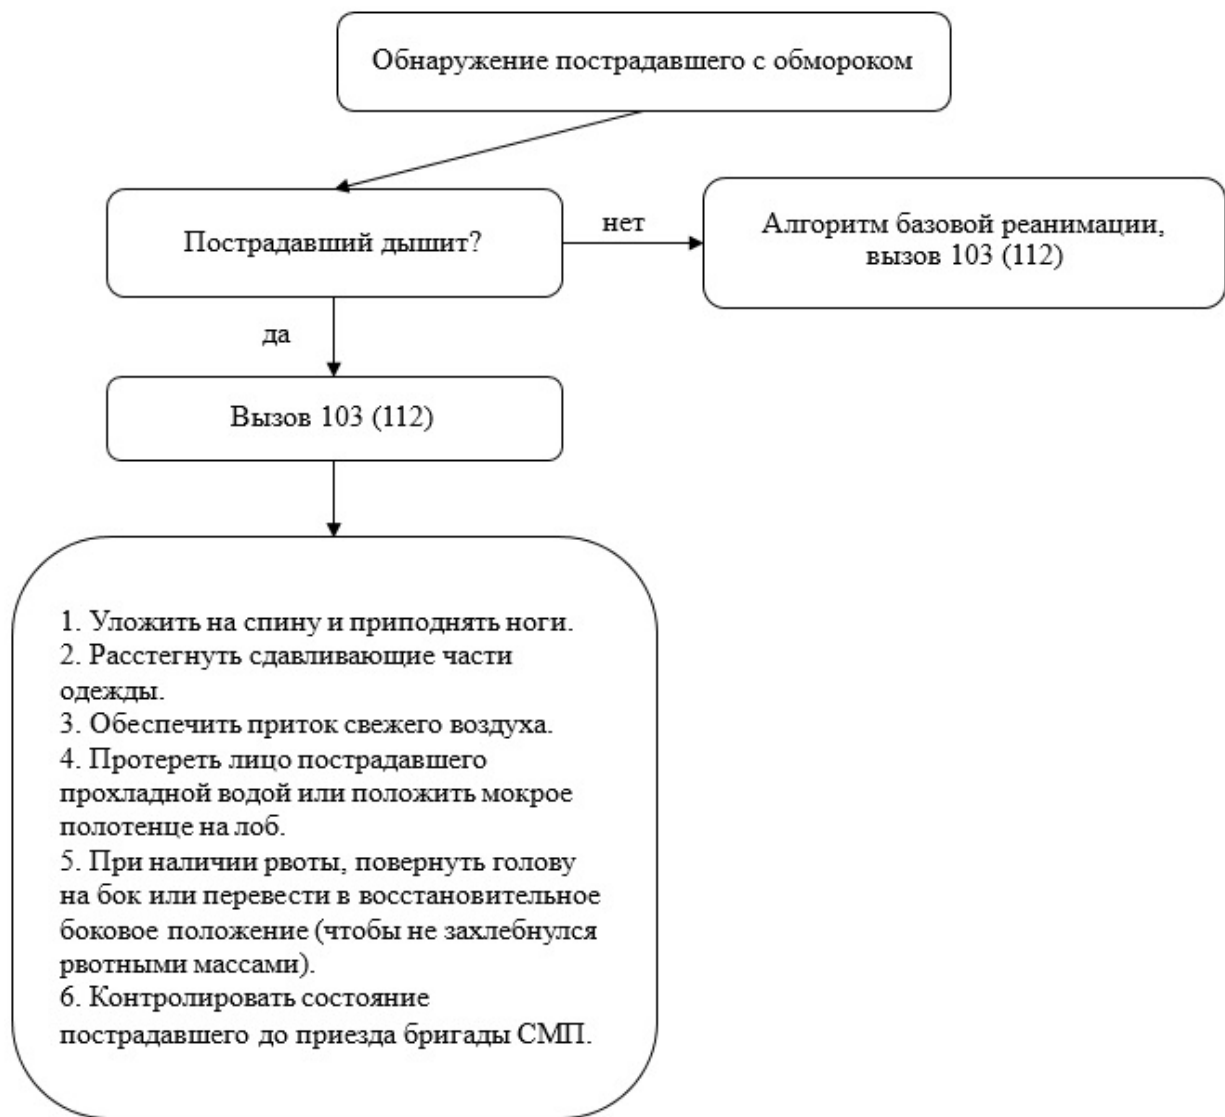 Обнаружение пострадавшего с обмороком
Пострадавший дышит?
нет
Алгоритм базовой реанимации,
вызов 103 (112)
да
Вызов 103 (112)
1. Уложить на спину и приподнять ноги.
2. Расстегнуть сдавливающие части
одежды.
3. Обеспечить приток свежего воздуха.
4. Протереть лицо пострадавшего
прохладной водой или положить мокрое
полотенце на лоб.
5. При наличии рвоты, повернуть голову
на бок или перевести в восстановительное
боковое положение (чтобы не захлебнулся
рвотными массами).
6. Контролировать состояние
пострадавшего до приезда бригады СМП.